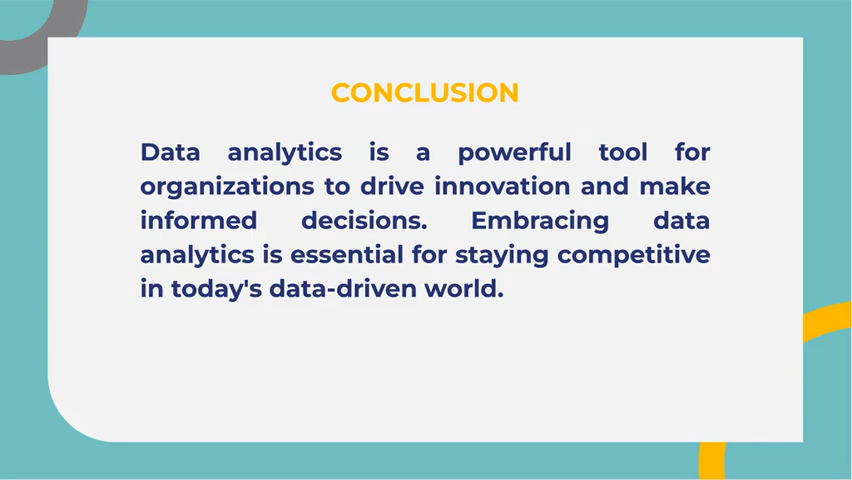 CONCLUSION
Data analytics is a powerful tool for
organizations to drive innovation and make
informed decisions. Embracing data
analytics is essential for staying competitive
in today's data-driven world.